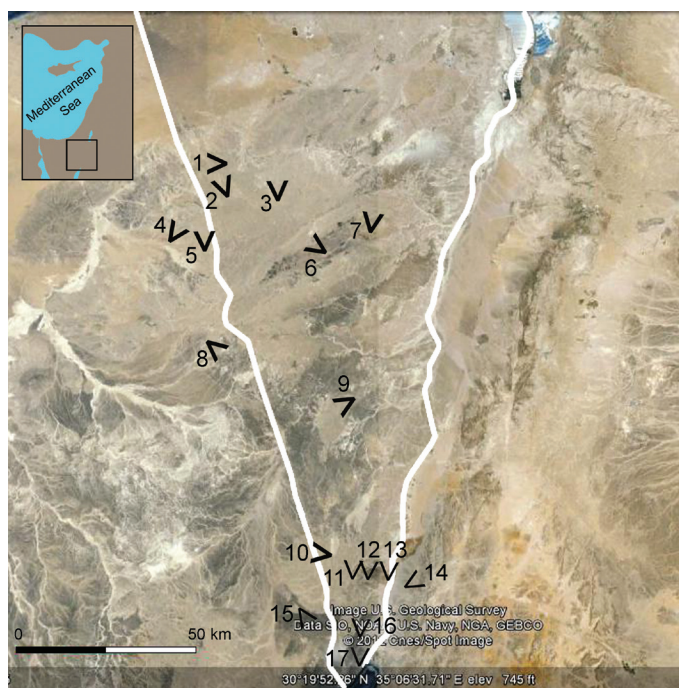 Mediterranean
Sea
1
2
3
4
5
6
7
8
9
10
11
12
13
14
15
16
17
0
50 km
Image U.S. Geological Survey
Data SIO, NOAA, U.S. Navy, NGA, GEBCO
© 2012 Cnes/Spot Image
30°19'52.86" N 35°06'31.71" E elev 745 ft